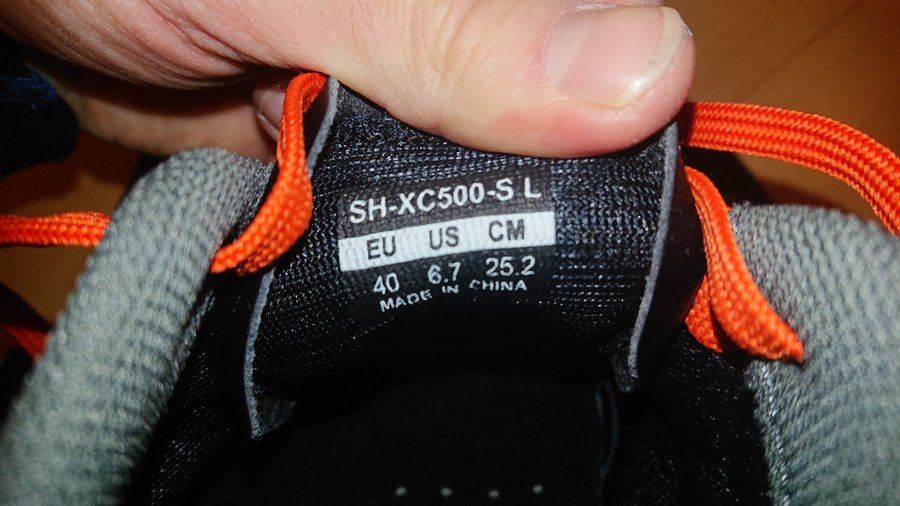 SH-XC500-S L
EU US CM
40 6.7 25.2
MADE IN CHINA